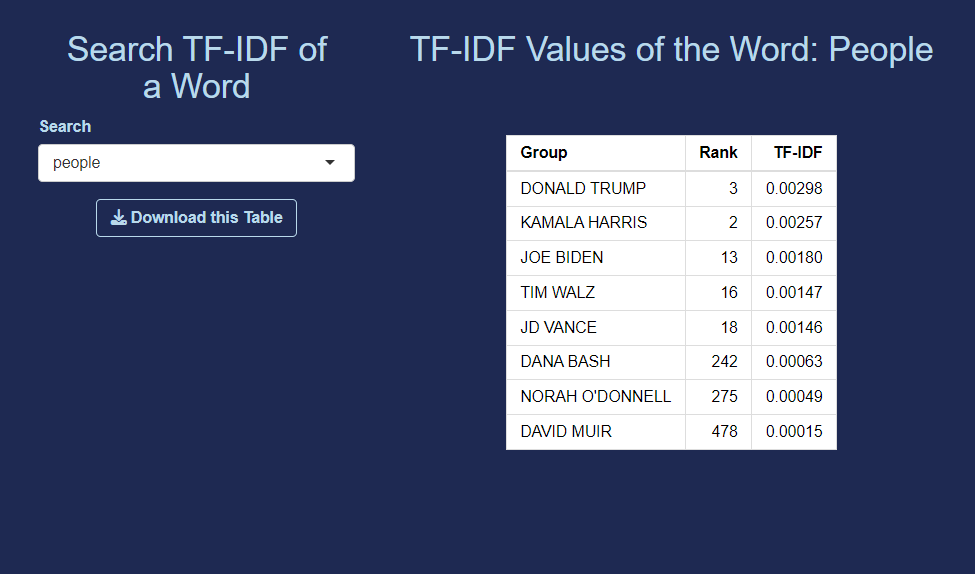 Search TF-IDF of
a Word
Search
people
Download this Table
TF-IDF Values of the Word: People
Group Rank TF-IDF
DONALD TRUMP 3 0.00298
KAMALA HARRIS 2 0.00257
JOE BIDEN 13 0.00180
TIM WALZ 16 0.00147
JD VANCE 18 0.00146
DANA BASH 242 0.00063
NORAH O'DONNELL 275 0.00049
DAVID MUIR 478 0.00015